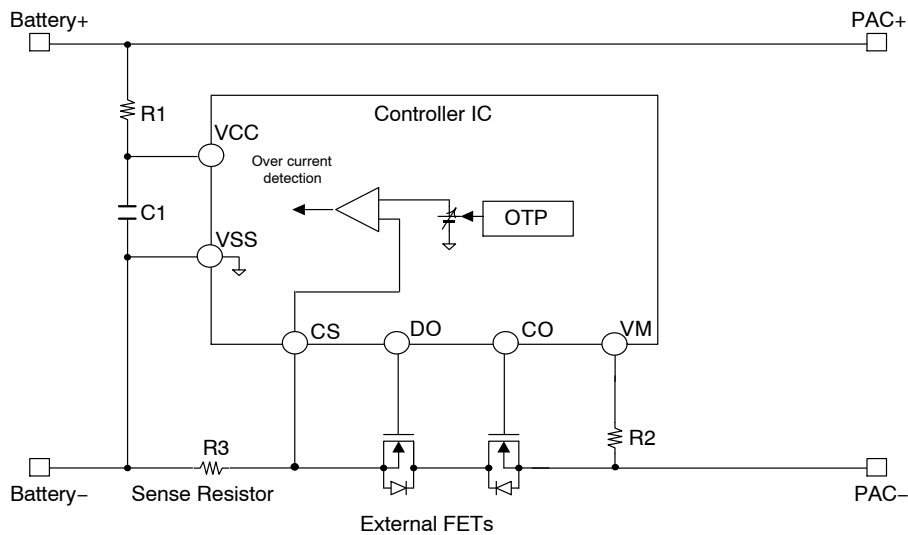 Battery+
PAC+
R1
Controller IC
VCC
Over current
detection
C1
OTP
VSS
CS
DO
CO
VM
R3
R2
Battery−
Sense Resistor
PAC−
External FETs